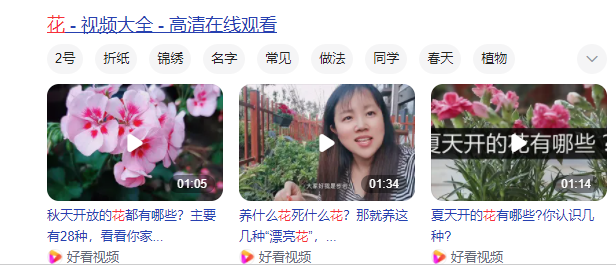 花 - 视频大全 - 高清在线观看
2号 折纸 锦绣 名字 常见 做法 同学 春天 植物
夏天开的花有哪些？
大家好我是佟台
01:05 01:34 01:14
秋天开放的花都有哪些？主要有28种，看看你家...
养什么花死什么花？那就养这几种“漂亮花”，...
夏天开的花有哪些?你认识几种?
好看视频 好看视频 好看视频